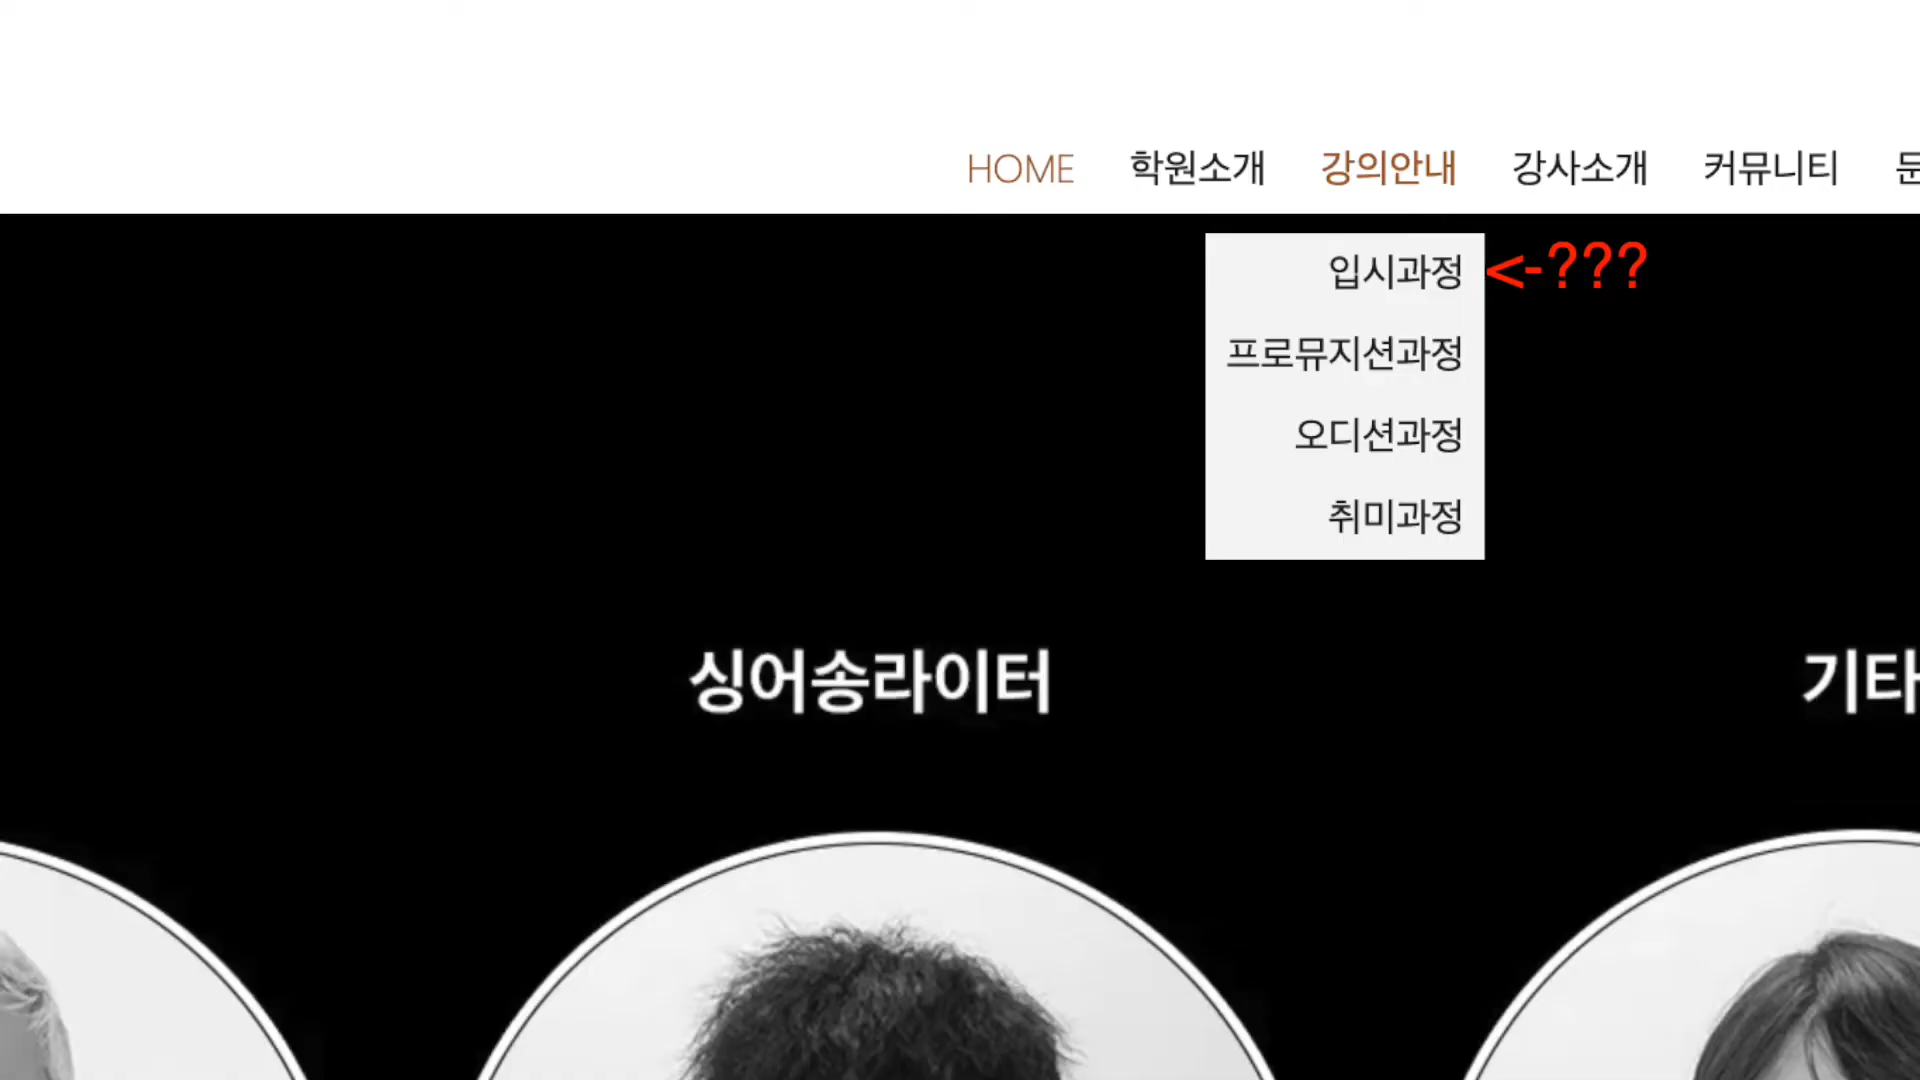 HOME 학원소개 강의안내 강사소개 커뮤니티
입시과정 <-???
프로뮤지션과정
오디션과정
취미과정
싱어송라이터
기타